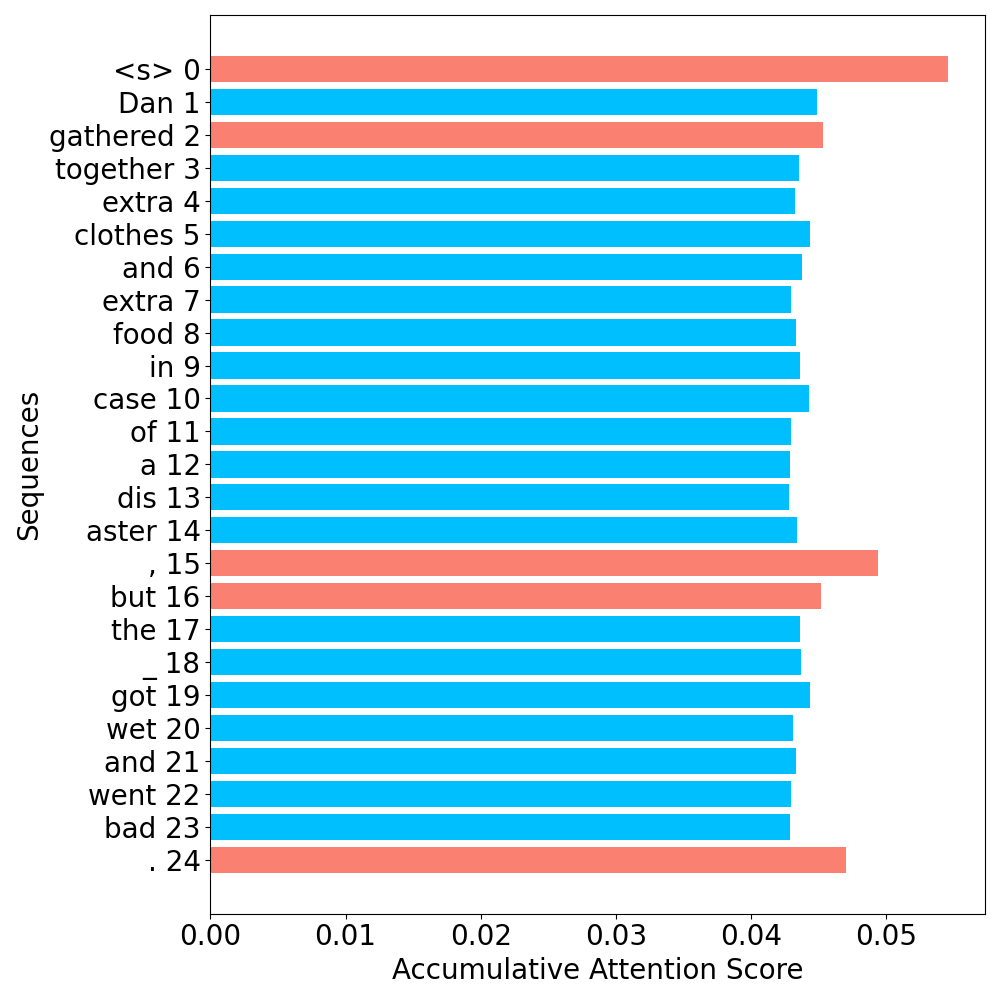 <s> 0
Dan 1
gathered 2
together 3
extra 4
clothes 5
and 6
extra 7
food 8
in 9
case 10
of 11
a 12
dis 13
aster 14
, 15
but 16
the 17
_ 18
got 19
wet 20
and 21
went 22
bad 23
. 24
Sequences
0.00 0.01 0.02 0.03 0.04 0.05
Accumulative Attention Score